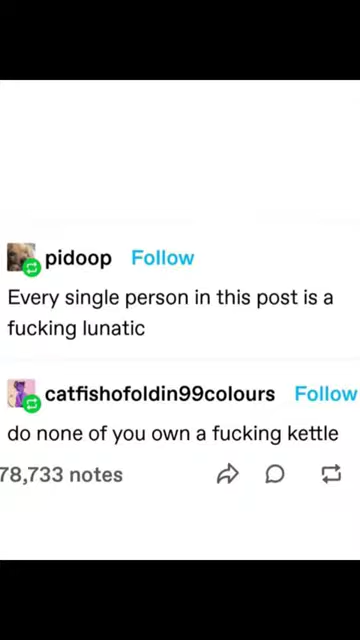 pidoop Follow
Every single person in this post is a
fucking lunatic
catfishofoldin99colours Follow
do none of you own a fucking kettle
78,733 notes